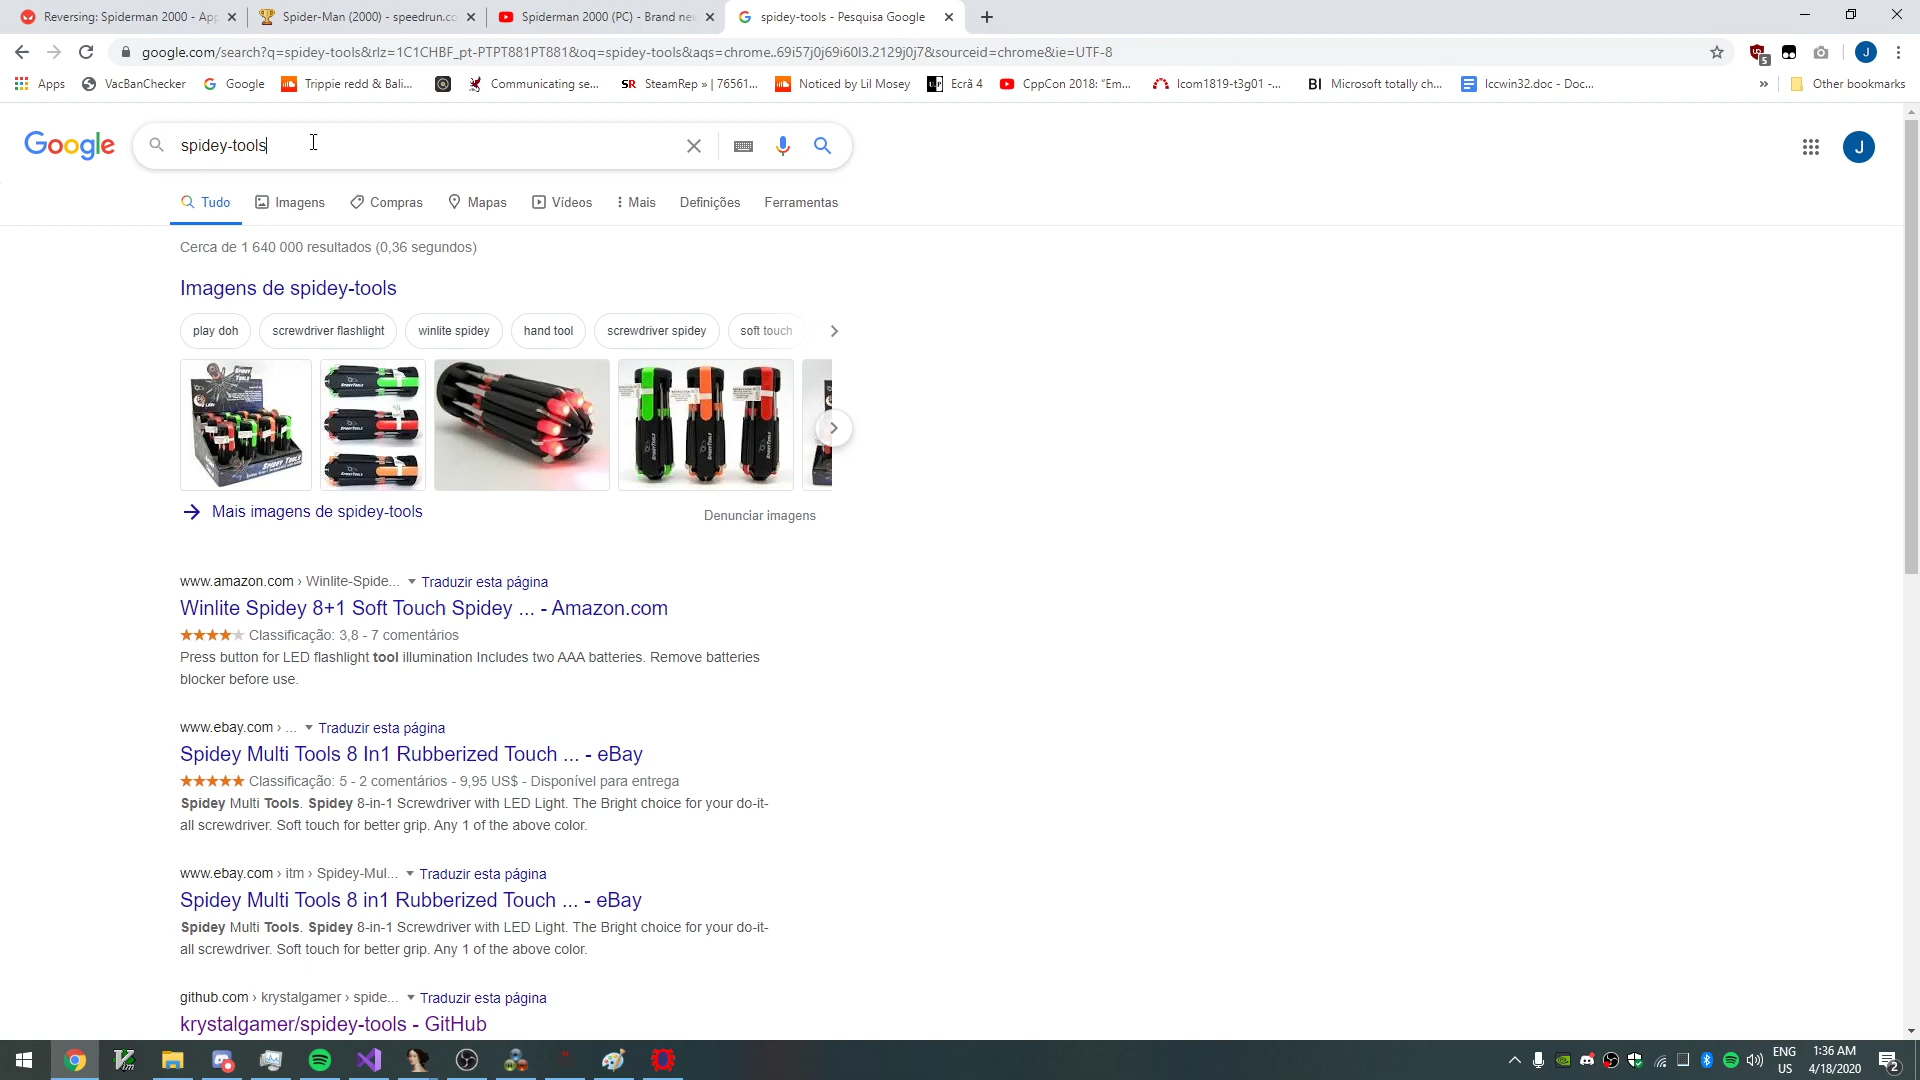 Reversing: Spiderman 2000 - App
Spider-Man (2000) - speedrun.co
Spiderman 2000 (PC) - Brand ne
spidey-tools - Pesquisa Google
google.com/search?q=spidey-tools&rlz=1C1CHBF_pt-PTPT881PT881&oq=spidey-tools&aqs=chrome..69i57j0j69i60l3.2129j0j7&sourceid=chrome&ie=UTF-8
5
J
Apps
VacBanChecker
Google
Trippie redd & Bali...
Communicating se...
SR SteamRep » | 76561...
Noticed by Lil Mosey
Ecrã 4
CppCon 2018: "Em...
lcom1819-t3g01 -...
BI Microsoft totally ch...
lccwin32.doc - Doc...
»
Other bookmarks
Google
spidey-tools
J
Tudo
Imagens
Compras
Mapas
Vídeos
Mais
Definições
Ferramentas
Cerca de 1 640 000 resultados (0,36 segundos)
Imagens de spidey-tools
play doh
screwdriver flashlight
winlite spidey
hand tool
screwdriver spidey
soft touch
Mais imagens de spidey-tools
Denunciar imagens
www.amazon.com › Winlite-Spide... Traduzir esta página
Winlite Spidey 8+1 Soft Touch Spidey ... - Amazon.com
Classificação: 3,8 - 7 comentários
Press button for LED flashlight tool illumination Includes two AAA batteries. Remove batteries
blocker before use.
www.ebay.com › ... Traduzir esta página
Spidey Multi Tools 8 In1 Rubberized Touch ... - eBay
Classificação: 5 - 2 comentários - 9,95 US$ - Disponível para entrega
Spidey Multi Tools. Spidey 8-in-1 Screwdriver with LED Light. The Bright choice for your do-it-
all screwdriver. Soft touch for better grip. Any 1 of the above color.
www.ebay.com › itm › Spidey-Mul... Traduzir esta página
Spidey Multi Tools 8 in1 Rubberized Touch ... - eBay
Spidey Multi Tools. Spidey 8-in-1 Screwdriver with LED Light. The Bright choice for your do-it-
all screwdriver. Soft touch for better grip. Any 1 of the above color.
github.com › krystalgamer › spide... Traduzir esta página
krystalgamer/spidey-tools - GitHub
ENG
US
1:36 AM
4/18/2020
2